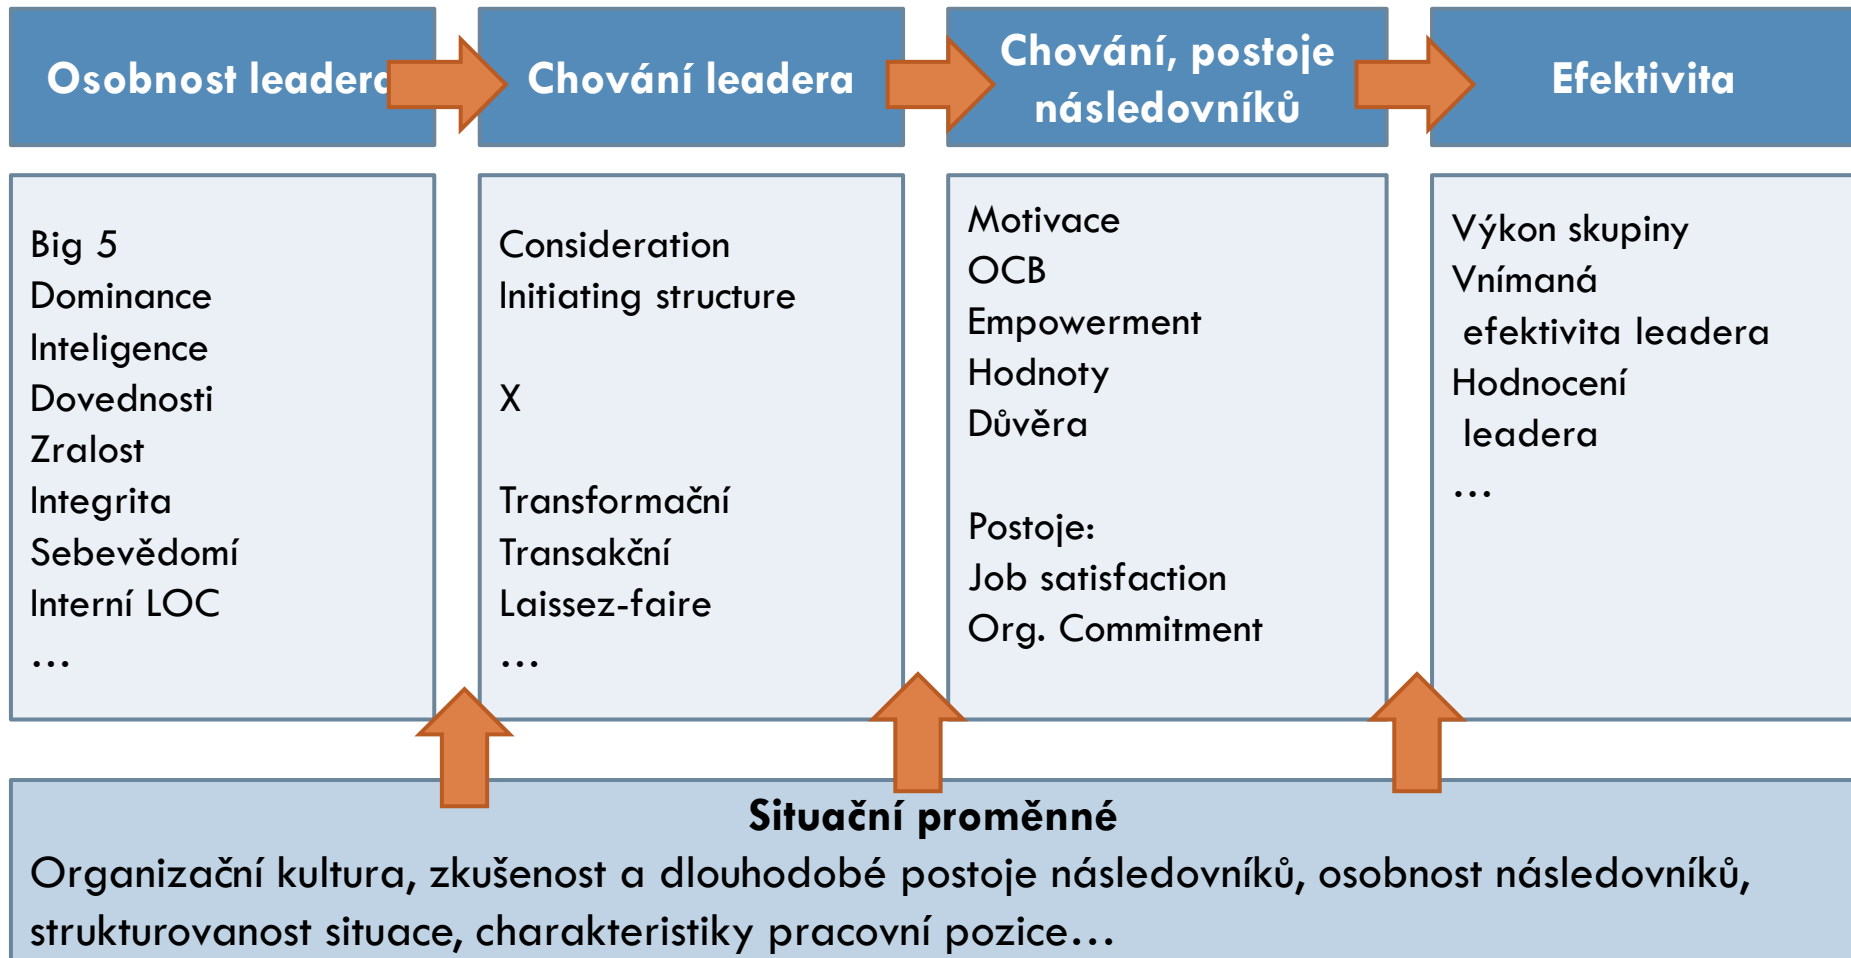 Osobnost leadera
Chování leadera
Chování, postoje
následovníků
Efektivita
Big 5
Dominance
Inteligence
Dovednosti
Zralost
Integrita
Sebevědomí
Interní LOC
…
Consideration
Initiating structure
X
Transformační
Transakční
Laissez-faire
…
Motivace
OCB
Empowerment
Hodnoty
Důvěra
Postoje:
Job satisfaction
Org. Commitment
Výkon skupiny
Vnímaná
efektivita leadera
Hodnocení
leadera
…
Situační proměnné
Organizační kultura, zkušenost a dlouhodobé postoje následovníků, osobnost následovníků,
strukturovanost situace, charakteristiky pracovní pozice…